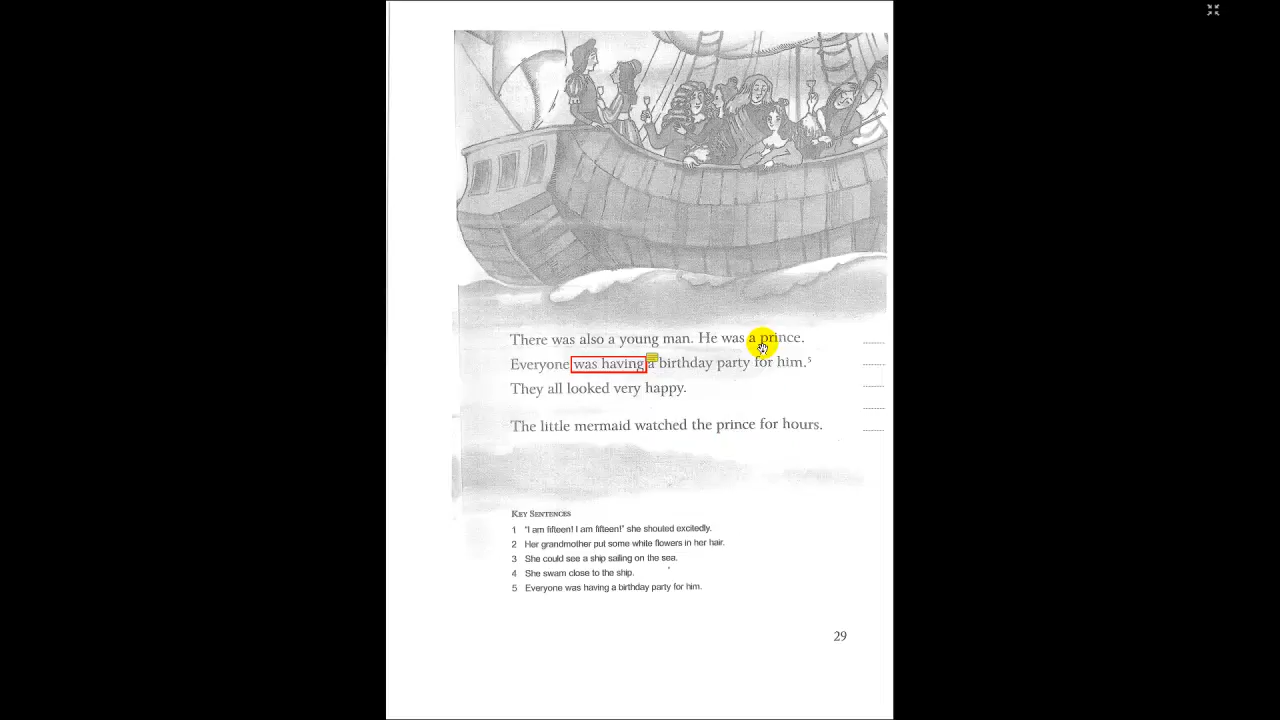 There was also a young man. He was a prince.
Everyone was having a birthday party for him.5
They all looked very happy.
The little mermaid watched the prince for hours.
KEY SENTENCES
1 "I am fifteen! I am fifteen!" she shouted excitedly.
2 Her grandmother put some white flowers in her hair.
3 She could see a ship sailing on the sea.
4 She swam close to the ship.
5 Everyone was having a birthday party for him.
29